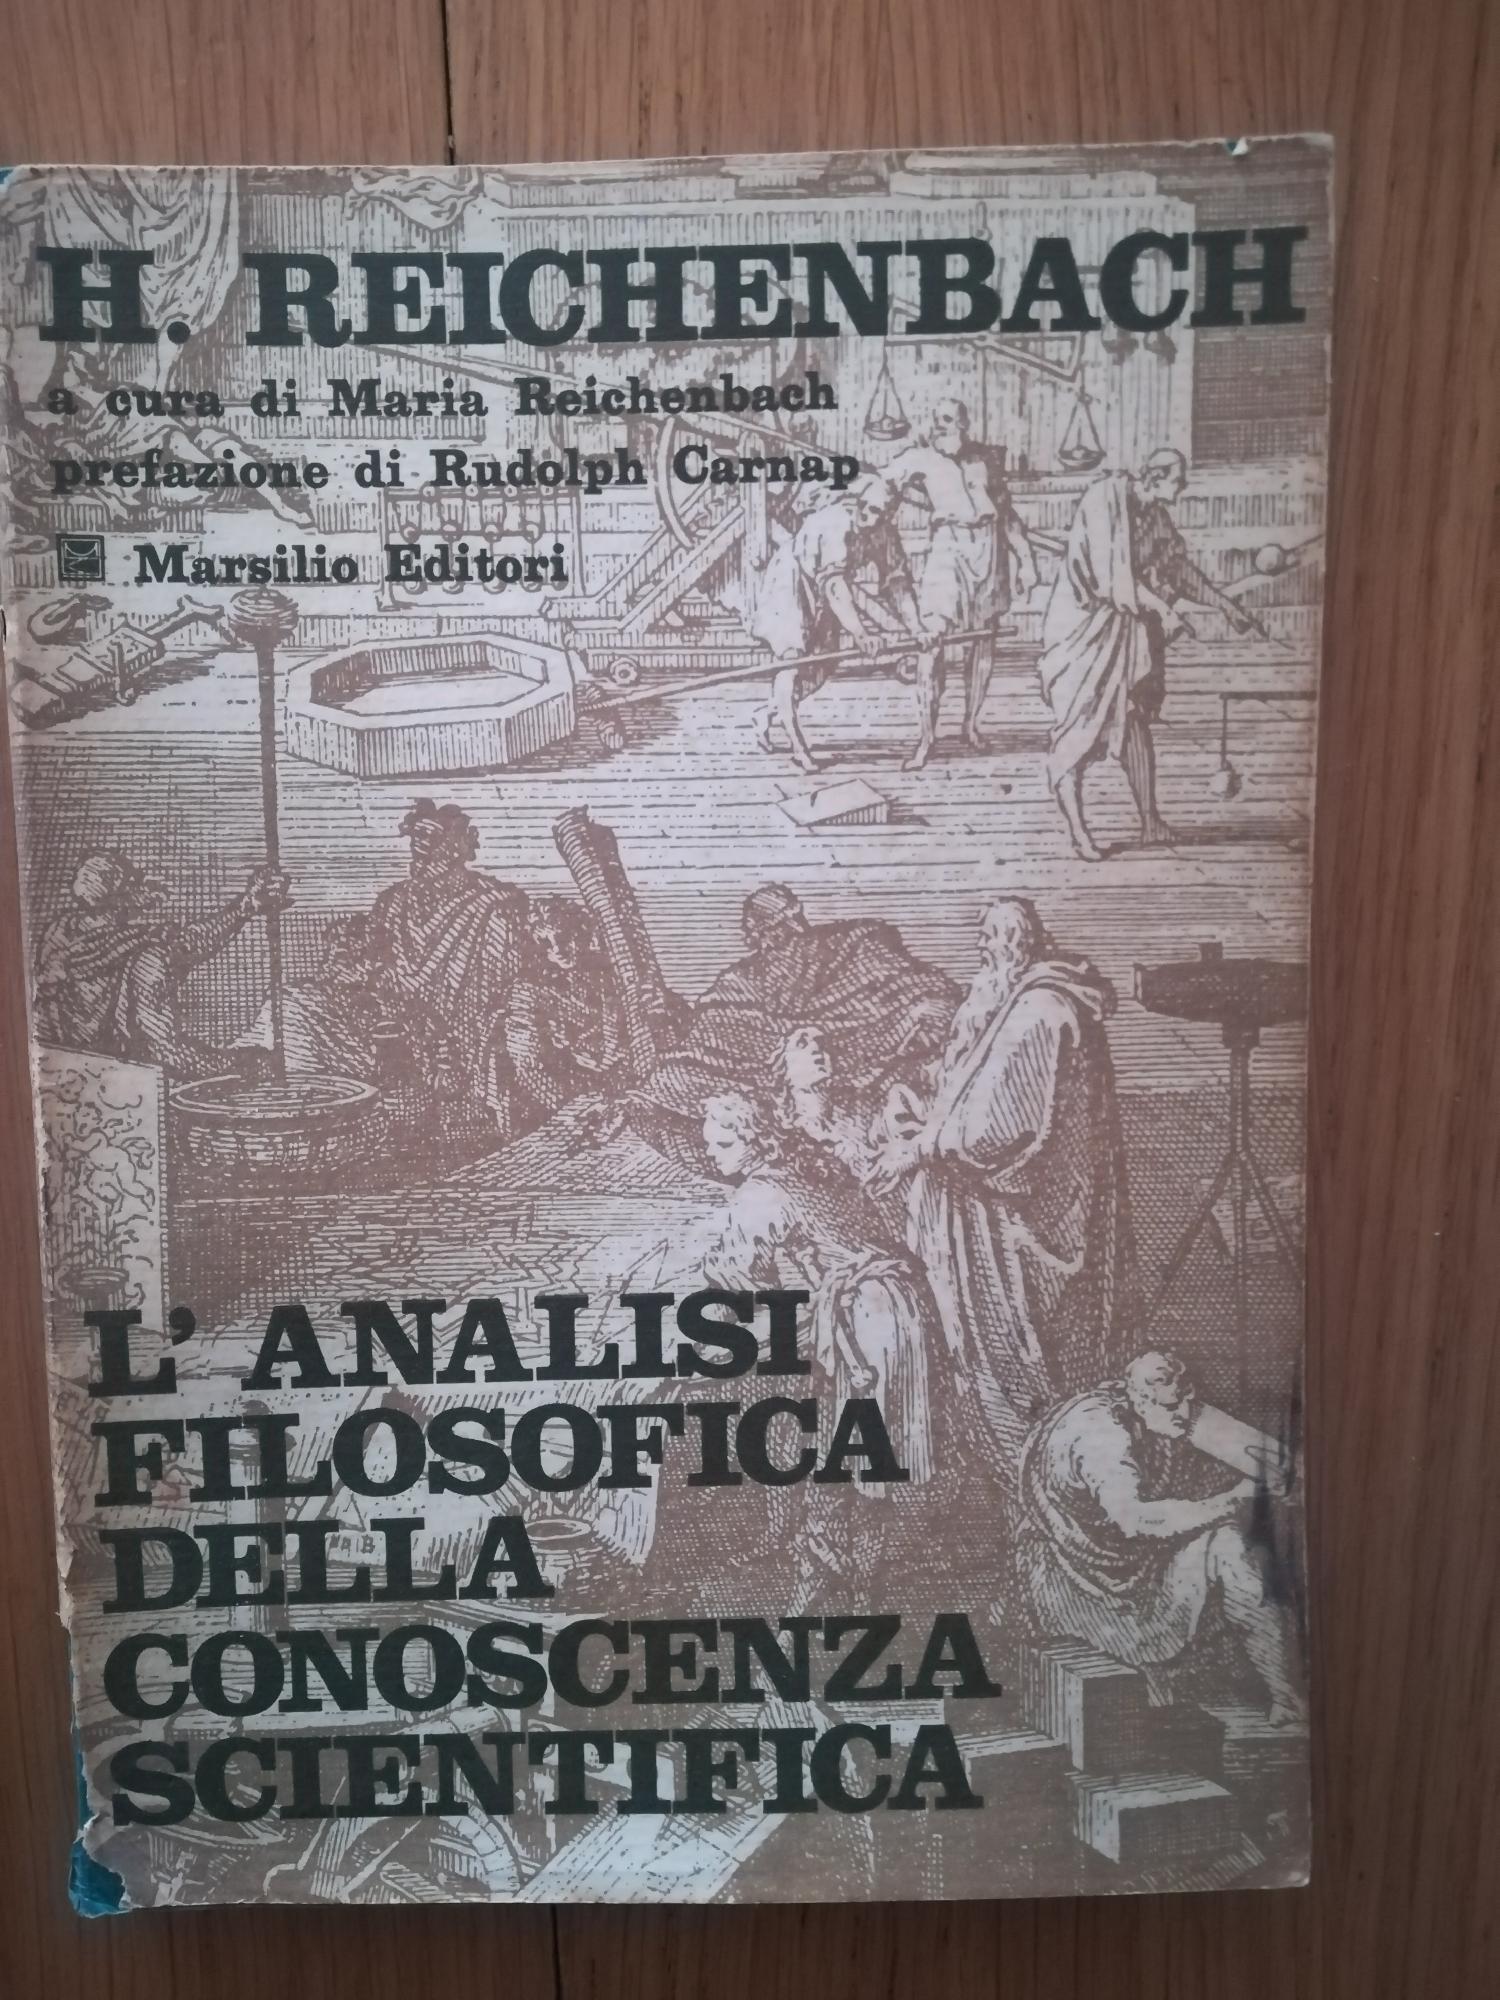 H. REICHENBACH
a cura di Maria Reichenbach
prefazione di Rudolph Carnap
Marsilio Editori
L' ANALISI
FILOSOFICA
DELLA
CONOSCENZA
SCIENTIFICA